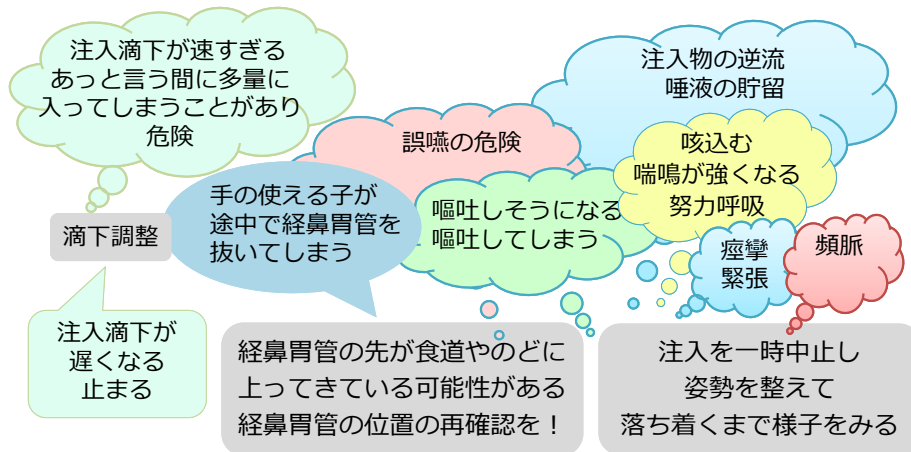 注入滴下が速すぎる
あっと言う間に多量に
入ってしまうことがあり
危険
滴下調整
注入滴下が
遅くなる
止まる
手の使える子が
途中で経鼻胃管を
抜いてしまう
誤嚥の危険
嘔吐しそうになる
嘔吐してしまう
注入物の逆流
唾液の貯留
咳込む
喘鳴が強くなる
努力呼吸
痙攣
緊張
頻脈
経鼻胃管の先が食道やのどに
上ってきている可能性がある
経鼻胃管の位置の再確認を！
注入を一時中止し
姿勢を整えて
落ち着くまで様子をみる